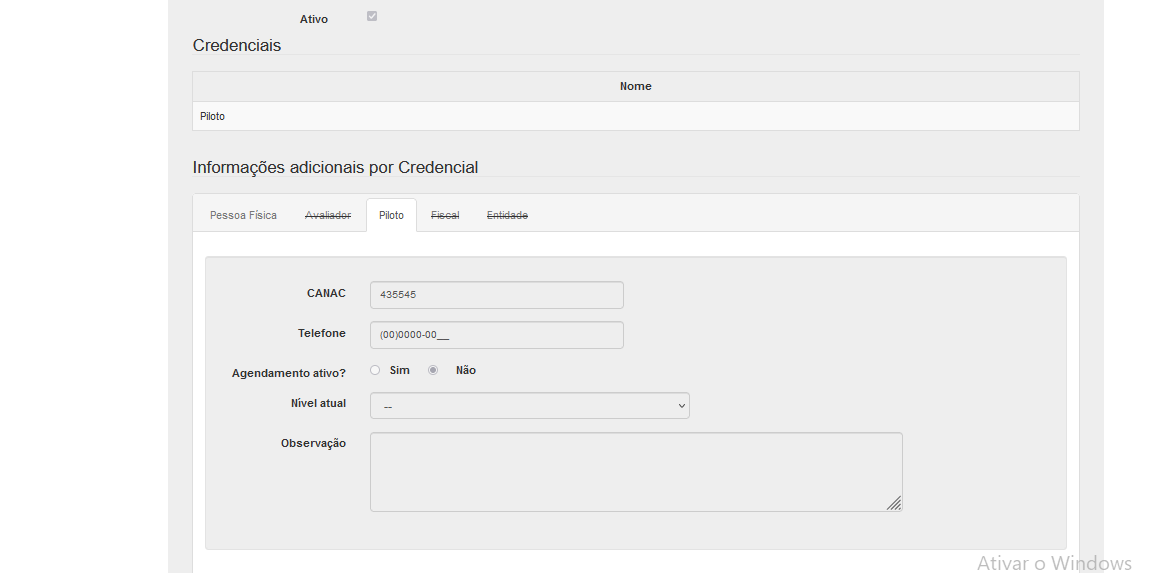 Ativo
Credenciais
Nome
Piloto
Informações adicionais por Credencial
Pessoa Física Avaliador Piloto Fiscal Entidade
CANAC 435545
Telefone (00)0000-00__
Agendamento ativo? Sim Não
Nível atual --
Observação
Ativar o Windows